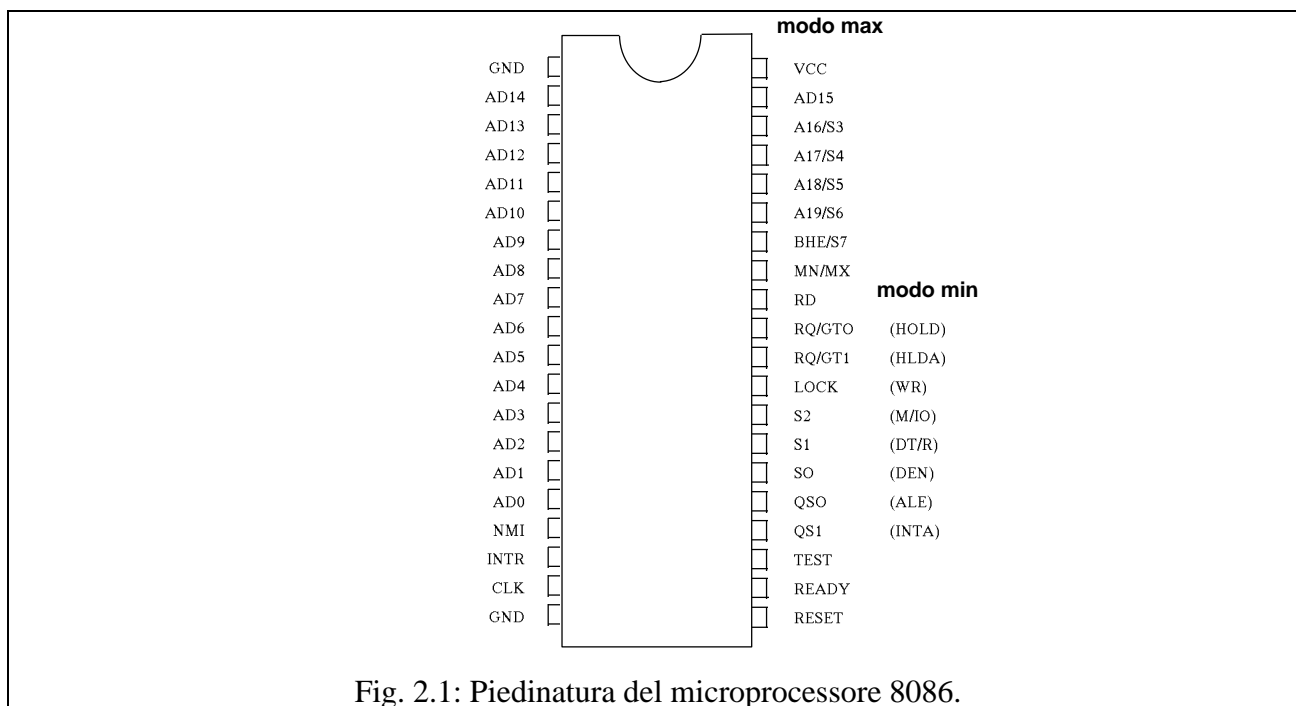 modo max
GND VCC
AD14 AD15
AD13 A16/S3
AD12 A17/S4
AD11 A18/S5
AD10 A19/S6
AD9 BHE/S7
AD8 MN/MX
modo min
AD7 RD
AD6 RQ/GTO (HOLD)
AD5 RQ/GT1 (HLDA)
AD4 LOCK (WR)
AD3 S2 (M/IO)
AD2 S1 (DT/R)
AD1 SO (DEN)
AD0 QSO (ALE)
NMI QS1 (INTA)
INTR TEST
CLK READY
GND RESET
Fig. 2.1: Piedinatura del microprocessore 8086.